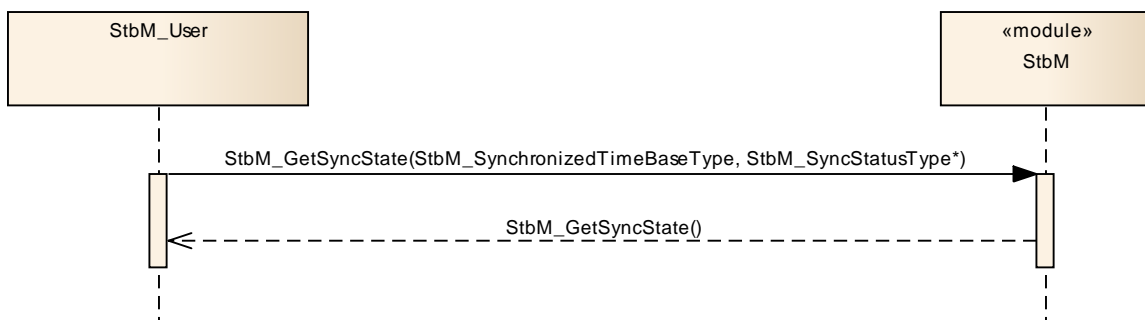 StbM_User
«module»
StbM
StbM_GetSyncState(StbM_SynchronizedTimeBaseType, StbM_SyncStatusType*)
StbM_GetSyncState()